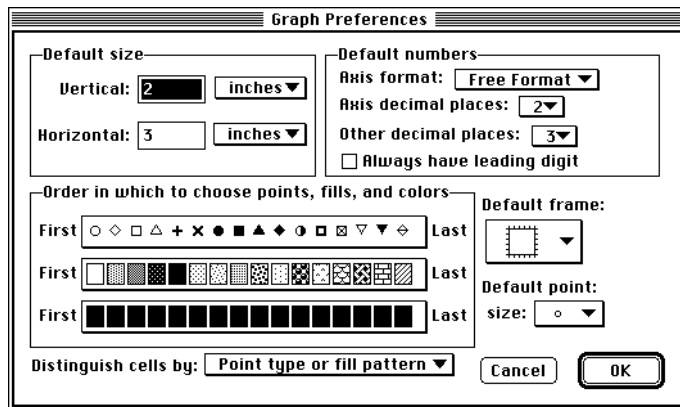 Graph Preferences
Default size
Vertical: 2 inches
Horizontal: 3 inches
Default numbers
Axis format: Free Format
Axis decimal places: 2
Other decimal places: 3
Always have leading digit
Order in which to choose points, fills, and colors
First Last
First Last
First Last
Default frame:
Default point:
size:
Distinguish cells by: Point type or fill pattern
Cancel OK